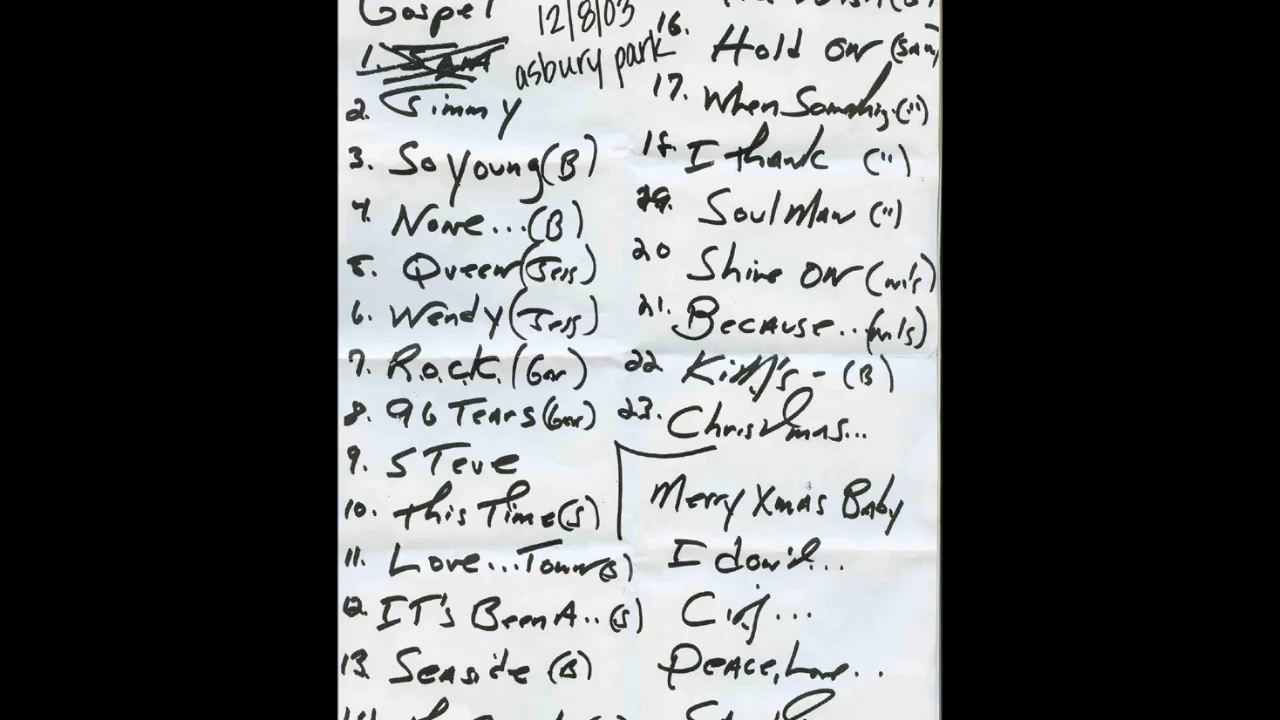 Gospel
12/8/03
asbury park
1.
2. Jimmy
3. So Young (B)
4. None... (B)
5. Queen (Jess)
6. Wendy (Jess)
7. R.o.c.k. (Gar)
8. 96 Tears (Gar)
9. STeve
10. This Time (S)
11. Love... Town (S)
12. IT's Been A.. (S)
13. Seaside (B)
16.
Hold on (Sam)
17. When Something (")
18. I thank (")
19. Soul Man (")
20 Shine on
21. Because..
22 Kitty's - (B)
23. Christmas...
Merry Xmas Baby
I don't...
City...
Peace, Love..